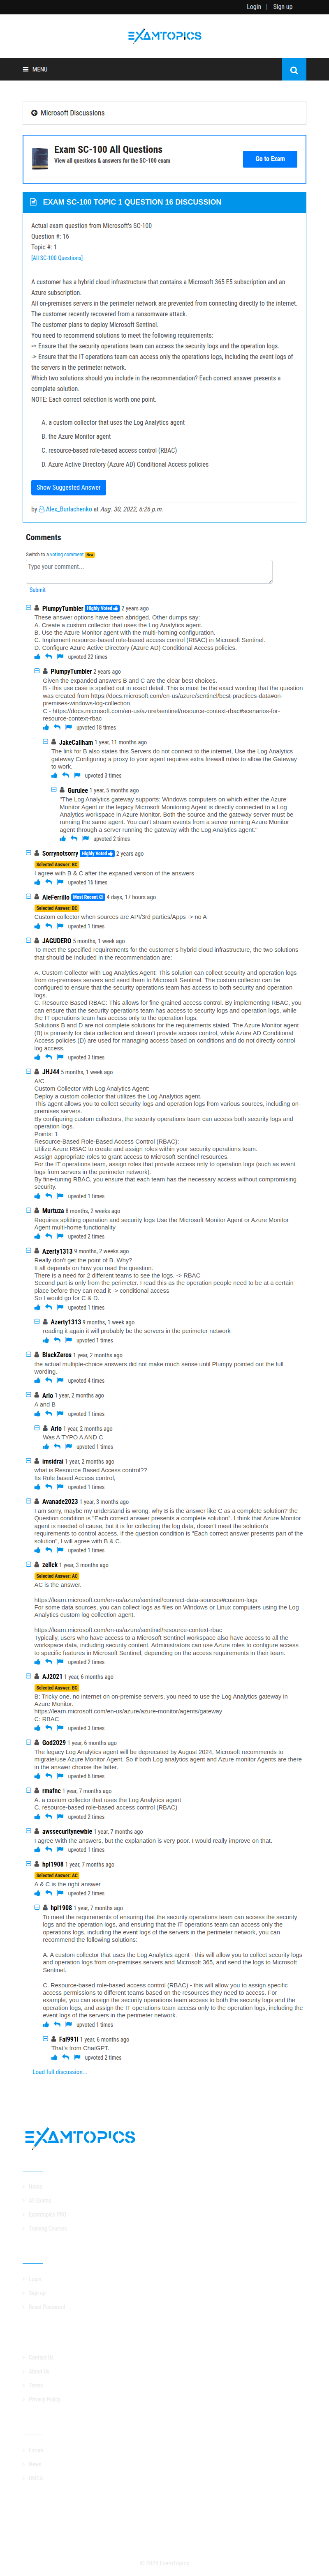 Login | Sign up
EXAMTOPICS
MENU
Microsoft Discussions
Exam SC-100 All Questions
View all questions & answers for the SC-100 exam
Go to Exam
EXAM SC-100 TOPIC 1 QUESTION 16 DISCUSSION
Actual exam question from Microsoft's SC-100
Question #: 16
Topic #: 1
[All SC-100 Questions]
A customer has a hybrid cloud infrastructure that contains a Microsoft 365 E5 subscription and an
Azure subscription.
All on-premises servers in the perimeter network are prevented from connecting directly to the internet.
The customer recently recovered from a ransomware attack.
The customer plans to deploy Microsoft Sentinel.
You need to recommend solutions to meet the following requirements:
✑ Ensure that the security operations team can access the security logs and the operation logs.
✑ Ensure that the IT operations team can access only the operations logs, including the event logs of
the servers in the perimeter network.
Which two solutions should you include in the recommendation? Each correct answer presents a
complete solution.
NOTE: Each correct selection is worth one point.
A. a custom collector that uses the Log Analytics agent
B. the Azure Monitor agent
C. resource-based role-based access control (RBAC)
D. Azure Active Directory (Azure AD) Conditional Access policies
Show Suggested Answer
by Alex_Burlachenko at Aug. 30, 2022, 6:26 p.m.
Comments
Switch to a voting comment New
Type your comment...
Submit
PlumpyTumbler Highly Voted 2 years ago
These answer options have been abridged. Other dumps say:
A. Create a custom collector that uses the Log Analytics agent.
B. Use the Azure Monitor agent with the multi-homing configuration.
C. Implement resource-based role-based access control (RBAC) in Microsoft Sentinel.
D. Configure Azure Active Directory (Azure AD) Conditional Access policies.
upvoted 22 times
PlumpyTumbler 2 years ago
Given the expanded answers B and C are the clear best choices.
B - this use case is spelled out in exact detail. This is must be the exact wording that the question
was created from https://docs.microsoft.com/en-us/azure/sentinel/best-practices-data#on-
premises-windows-log-collection
C - https://docs.microsoft.com/en-us/azure/sentinel/resource-context-rbac#scenarios-for-
resource-context-rbac
upvoted 18 times
JakeCallham 1 year, 11 months ago
The link for B also states this Servers do not connect to the internet, Use the Log Analytics
gateway Configuring a proxy to your agent requires extra firewall rules to allow the Gateway
to work.
upvoted 3 times
Gurulee 1 year, 5 months ago
"The Log Analytics gateway supports: Windows computers on which either the Azure
Monitor Agent or the legacy Microsoft Monitoring Agent is directly connected to a Log
Analytics workspace in Azure Monitor. Both the source and the gateway server must be
running the same agent. You can't stream events from a server running Azure Monitor
agent through a server running the gateway with the Log Analytics agent."
upvoted 2 times
Sorrynotsorry Highly Voted 2 years ago
Selected Answer: BC
I agree with B & C after the expaned version of the answers
upvoted 16 times
AleFerrillo Most Recent 4 days, 17 hours ago
Selected Answer: BC
Custom collector when sources are API/3rd parties/Apps -> no A
upvoted 1 times
JAGUDERO 5 months, 1 week ago
To meet the specified requirements for the customer's hybrid cloud infrastructure, the two solutions
that should be included in the recommendation are:
A. Custom Collector with Log Analytics Agent: This solution can collect security and operation logs
from on-premises servers and send them to Microsoft Sentinel. The custom collector can be
configured to ensure that the security operations team has access to both security and operation
logs.
C. Resource-Based RBAC: This allows for fine-grained access control. By implementing RBAC, you
can ensure that the security operations team has access to security logs and operation logs, while
the IT operations team has access only to the operation logs.
Solutions B and D are not complete solutions for the requirements stated. The Azure Monitor agent
(B) is primarily for data collection and doesn't provide access control, while Azure AD Conditional
Access policies (D) are used for managing access based on conditions and do not directly control
log access.
upvoted 3 times
JHJ44 5 months, 1 week ago
A/C
Custom Collector with Log Analytics Agent:
Deploy a custom collector that utilizes the Log Analytics agent.
This agent allows you to collect security logs and operation logs from various sources, including on-
premises servers.
By configuring custom collectors, the security operations team can access both security logs and
operation logs.
Points: 1
Resource-Based Role-Based Access Control (RBAC):
Utilize Azure RBAC to create and assign roles within your security operations team.
Assign appropriate roles to grant access to Microsoft Sentinel resources.
For the IT operations team, assign roles that provide access only to operation logs (such as event
logs from servers in the perimeter network).
By fine-tuning RBAC, you ensure that each team has the necessary access without compromising
security.
upvoted 1 times
Murtuza 8 months, 2 weeks ago
Requires splitting operation and security logs Use the Microsoft Monitor Agent or Azure Monitor
Agent multi-home functionality
upvoted 2 times
Azerty1313 9 months, 2 weeks ago
Really don't get the point of B. Why?
It all depends on how you read the question.
There is a need for 2 different teams to see the logs. -> RBAC
Second part is only from the perimeter. I read this as the operation people need to be at a certain
place before they can read it -> conditional access
So I would go for C & D.
upvoted 1 times
Azerty1313 9 months, 1 week ago
reading it again it will probably be the servers in the perimeter network
upvoted 1 times
BlackZeros 1 year, 2 months ago
the actual multiple-choice answers did not make much sense until Plumpy pointed out the full
wording.
upvoted 4 times
Ario 1 year, 2 months ago
A and B
upvoted 1 times
Ario 1 year, 2 months ago
Was A TYPO A AND C
upvoted 1 times
imsidrai 1 year, 2 months ago
what is Resource Based Access control??
Its Role based Access control,
upvoted 1 times
Avanade2023 1 year, 3 months ago
I am sorry, maybe my understand is wrong. why B is the answer like C as a complete solution? the
Question condition is "Each correct answer presents a complete solution". I think that Azure Monitor
agent is needed of cause, but it is for collecting the log data, doesn't meet the solution's
requirements to control access. If the question condition is "Each correct answer presents part of the
solution", I will agree with B & C.
upvoted 1 times
zellck 1 year, 3 months ago
Selected Answer: AC
AC is the answer.
https://learn.microsoft.com/en-us/azure/sentinel/connect-data-sources#custom-logs
For some data sources, you can collect logs as files on Windows or Linux computers using the Log
Analytics custom log collection agent.
https://learn.microsoft.com/en-us/azure/sentinel/resource-context-rbac
Typically, users who have access to a Microsoft Sentinel workspace also have access to all the
workspace data, including security content. Administrators can use Azure roles to configure access
to specific features in Microsoft Sentinel, depending on the access requirements in their team.
upvoted 2 times
AJ2021 1 year, 6 months ago
Selected Answer: BC
B: Tricky one, no internet on on-premise servers, you need to use the Log Analytics gateway in
Azure Monitor.
https://learn.microsoft.com/en-us/azure/azure-monitor/agents/gateway
C: RBAC
upvoted 3 times
God2029 1 year, 6 months ago
The legacy Log Analytics agent will be deprecated by August 2024, Microsoft recommends to
migrate/use Azure Monitor Agent. So if both Log analytics agent and Azure monitor Agents are there
in the answer choose the latter.
upvoted 6 times
rmafnc 1 year, 7 months ago
A. a custom collector that uses the Log Analytics agent
C. resource-based role-based access control (RBAC)
upvoted 2 times
awssecuritynewbie 1 year, 7 months ago
I agree With the answers, but the explanation is very poor. I would really improve on that.
upvoted 1 times
hpl1908 1 year, 7 months ago
Selected Answer: AC
A & C is the right answer
upvoted 2 times
hpl1908 1 year, 7 months ago
To meet the requirements of ensuring that the security operations team can access the security
logs and the operation logs, and ensuring that the IT operations team can access only the
operations logs, including the event logs of the servers in the perimeter network, you can
recommend the following solutions:
A. A custom collector that uses the Log Analytics agent - this will allow you to collect security logs
and operation logs from on-premises servers and Microsoft 365, and send the logs to Microsoft
Sentinel.
C. Resource-based role-based access control (RBAC) - this will allow you to assign specific
permissions to different teams based on the resources they need to access. For
example, you can assign the security operations team access to both the security logs and the
operation logs, and assign the IT operations team access only to the operation logs, including the
event logs of the servers in the perimeter network.
upvoted 1 times
Fal991l 1 year, 6 months ago
That's from ChatGPT.
upvoted 2 times
Load full discussion...
EXAMTOPICS
Home
All Exams
Examtopics PRO
Training Courses
Login
Sign up
Reset Password
Contact Us
About Us
Terms
Privacy Policy
Forum
News
DMCA
© 2024 ExamTopics